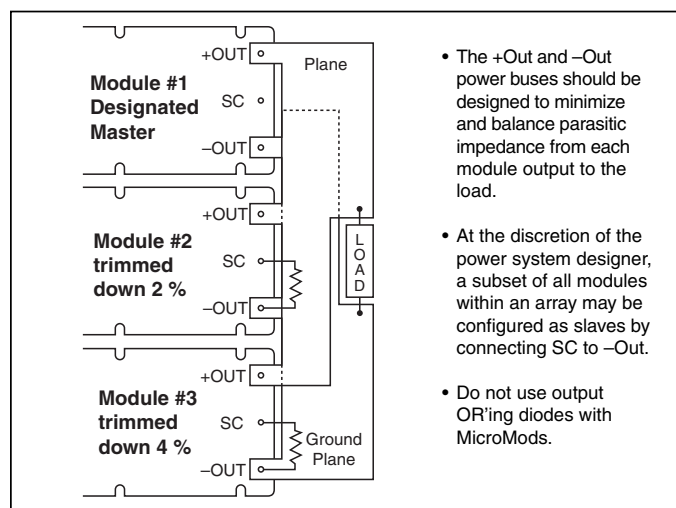 +OUT
Plane
Module #1
Designated
Master
SC
–OUT
+OUT
Module #2
trimmed
down 2 %
SC
–OUT
LOAD
+OUT
Module #3
trimmed
down 4 %
SC
Ground
Plane
–OUT
• The +Out and –Out
power buses should be
designed to minimize
and balance parasitic
impedance from each
module output to the
load.
• At the discretion of the
power system designer,
a subset of all modules
within an array may be
configured as slaves by
connecting SC to –Out.
• Do not use output
OR'ing diodes with
MicroMods.